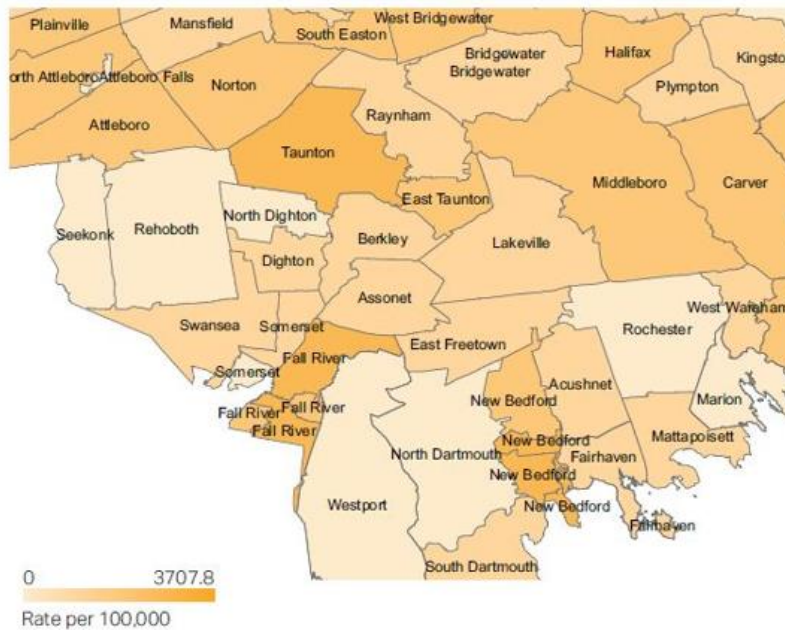 Plainville
Mansfield
West Bridgewater
South Easton
Halifax
Bridgewater
Bridgewater
Kingsto
orth Attleboro
Attleboro Falls
Norton
Plympton
Raynham
Attleboro
Taunton
Middleboro
Carver
East Taunton
North Dighton
Seekonk
Rehoboth
Berkley
Lakeville
Dighton
Assonet
Swansea
Somerset
West Wareham
Rochester
Fall River
East Freetown
Somerset
Acushnet
Marion
New Bedford
Fall River
Fall River
Fall River
Mattapoisett
North Dartmouth
New Bedford
Fairhaven
New Bedford
Westport
New Bedford
Fairhaven
South Dartmouth
0 3707.8
Rate per 100,000